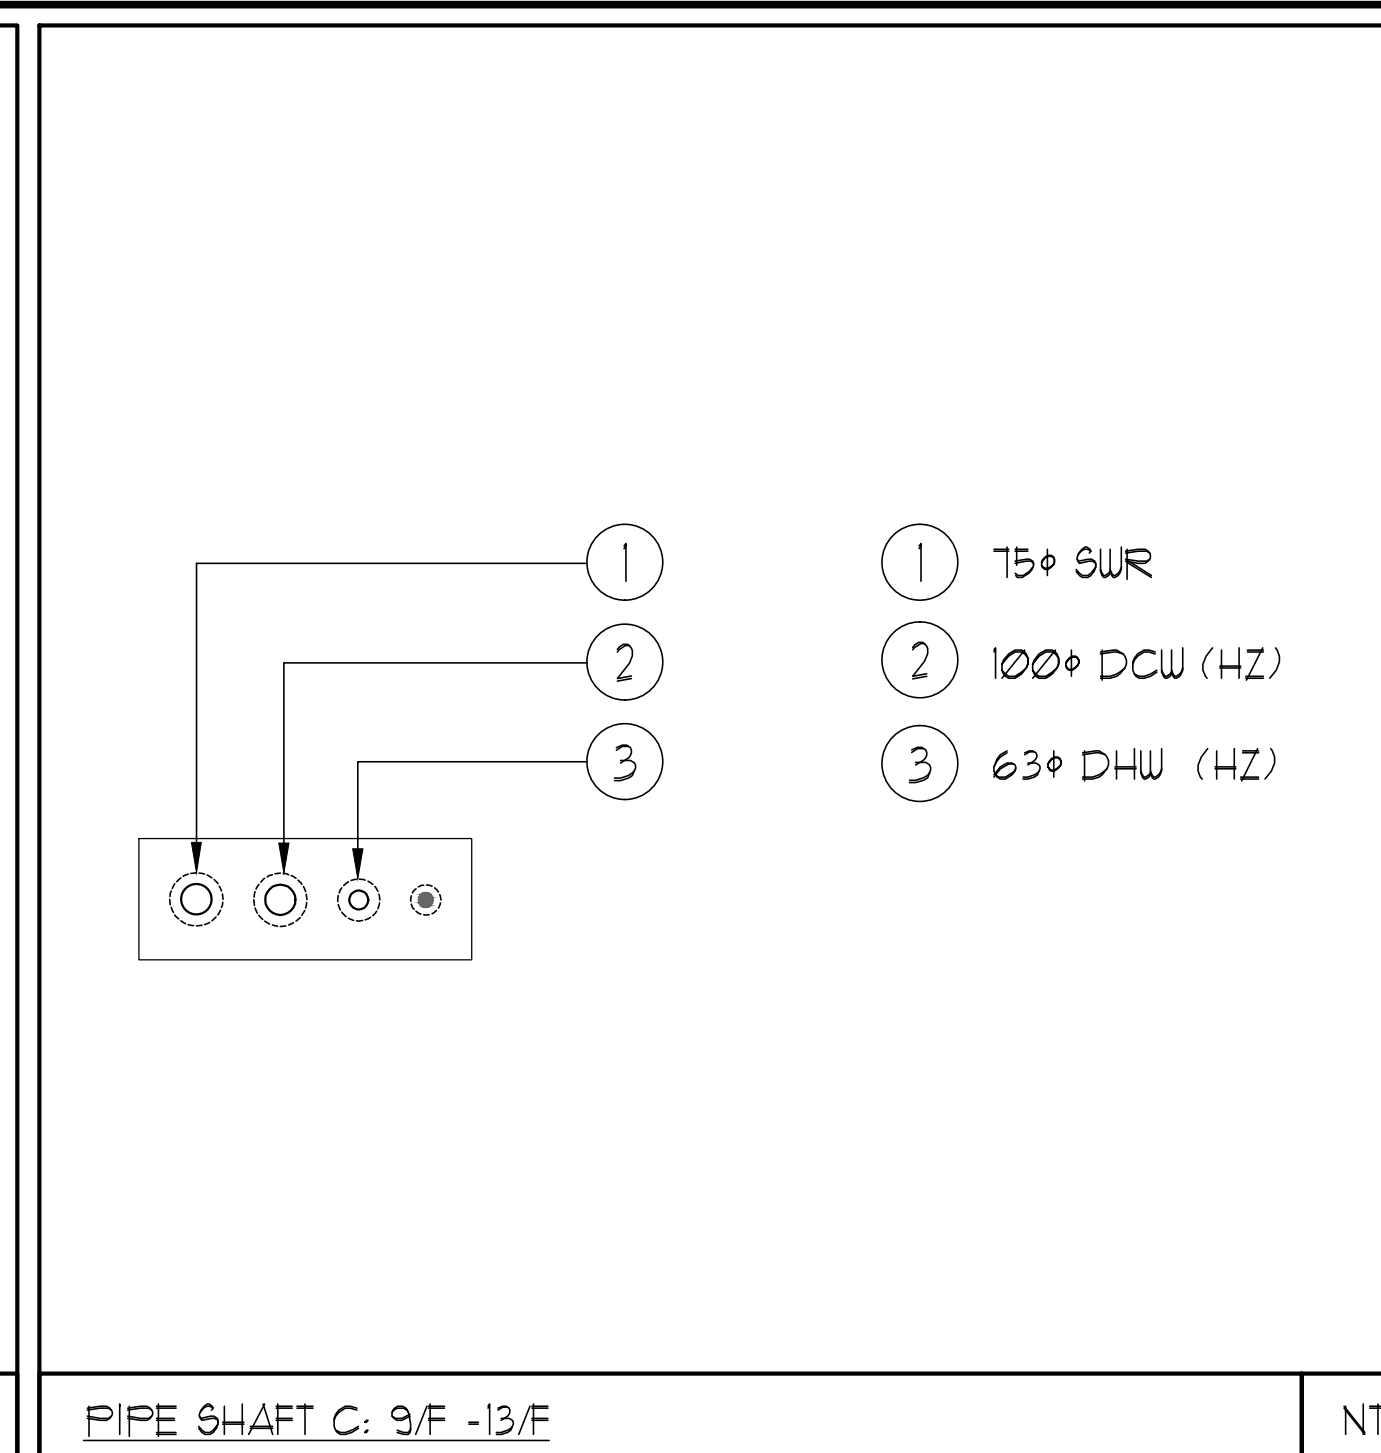 1
2
3
1 75φ SWR
2 100φ DCW (HZ)
3 63φ DHW (HZ)
PIPE SHAFT C: 9/F -13/F